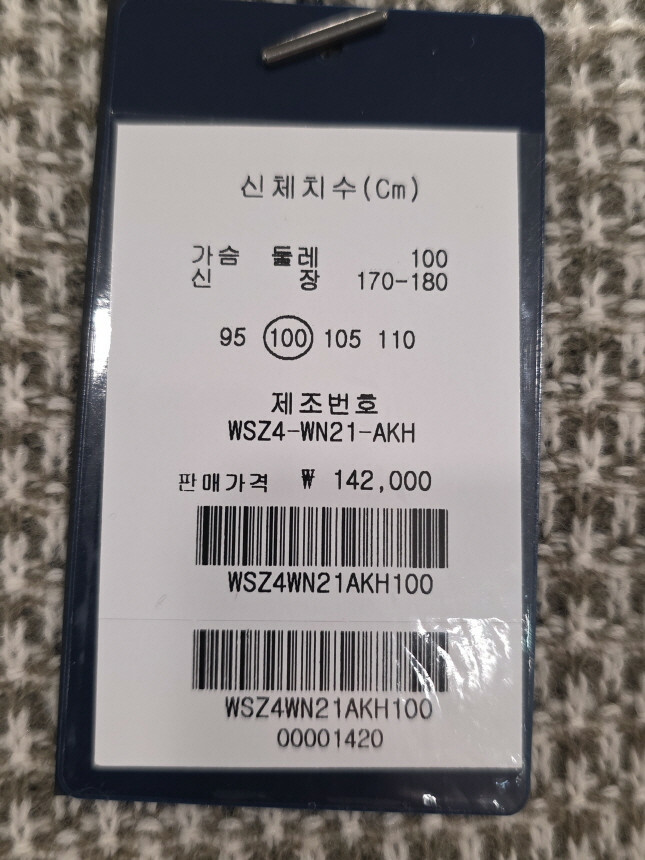 신체치수(Cm)
가슴 둘레 100
신 장 170-180
95 100 105 110
제조번호
WSZ4-WN21-AKH
판매가격 ₩ 142,000
WSZ4WN21AKH100
WSZ4WN21AKH100
00001420